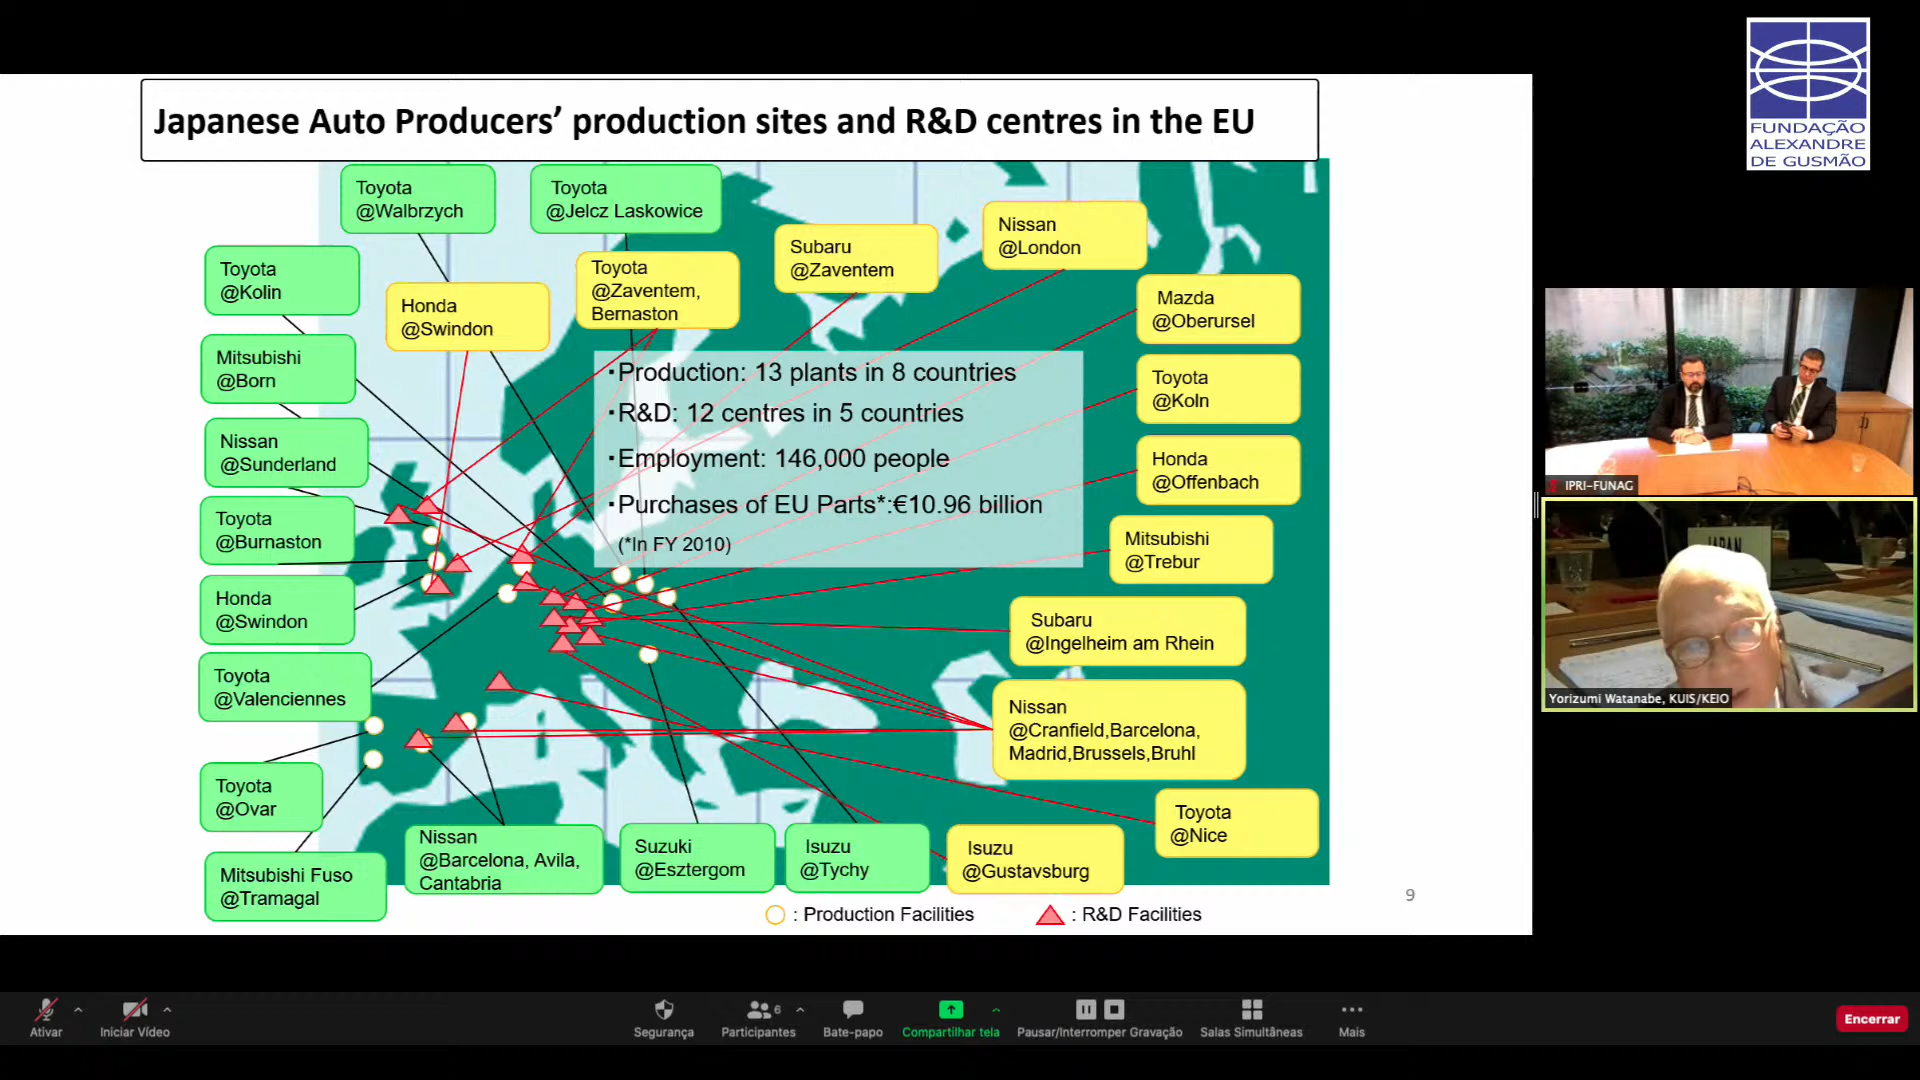 Japanese Auto Producers’ production sites and R&D centres in the EU
Toyota
@Walbrzych
Toyota
@Jelcz Laskowice
Toyota
@Kolin
Honda
@Swindon
Toyota
@Zaventem,
Bernaston
Subaru
@Zaventem
Nissan
@London
Mazda
@Oberursel
Mitsubishi
@Born
Toyota
@Koln
Nissan
@Sunderland
Honda
@Offenbach
Toyota
@Burnaston
Mitsubishi
@Trebur
Honda
@Swindon
Subaru
@Ingelheim am Rhein
Toyota
@Valenciennes
Nissan
@Cranfield,Barcelona,
Madrid,Brussels,Bruhl
Toyota
@Ovar
Toyota
@Nice
Mitsubishi Fuso
@Tramagal
Nissan
@Barcelona, Avila,
Cantabria
Suzuki
@Esztergom
Isuzu
@Tychy
Isuzu
@Gustavsburg
・Production: 13 plants in 8 countries
・R&D: 12 centres in 5 countries
・Employment: 146,000 people
・Purchases of EU Parts*:€10.96 billion
(*In FY 2010)
: Production Facilities
: R&D Facilities
9
FUNDAÇÃO
ALEXANDRE
DE GUSMÃO
IPRI-FUNAG
JAPAN
Yorizumi Watanabe, KUIS/KEIO
Ativar
Iniciar Vídeo
Segurança
6
Participantes
Bate-papo
Compartilhar tela
Pausar/Interromper Gravação
Salas Simultâneas
Mais
Encerrar